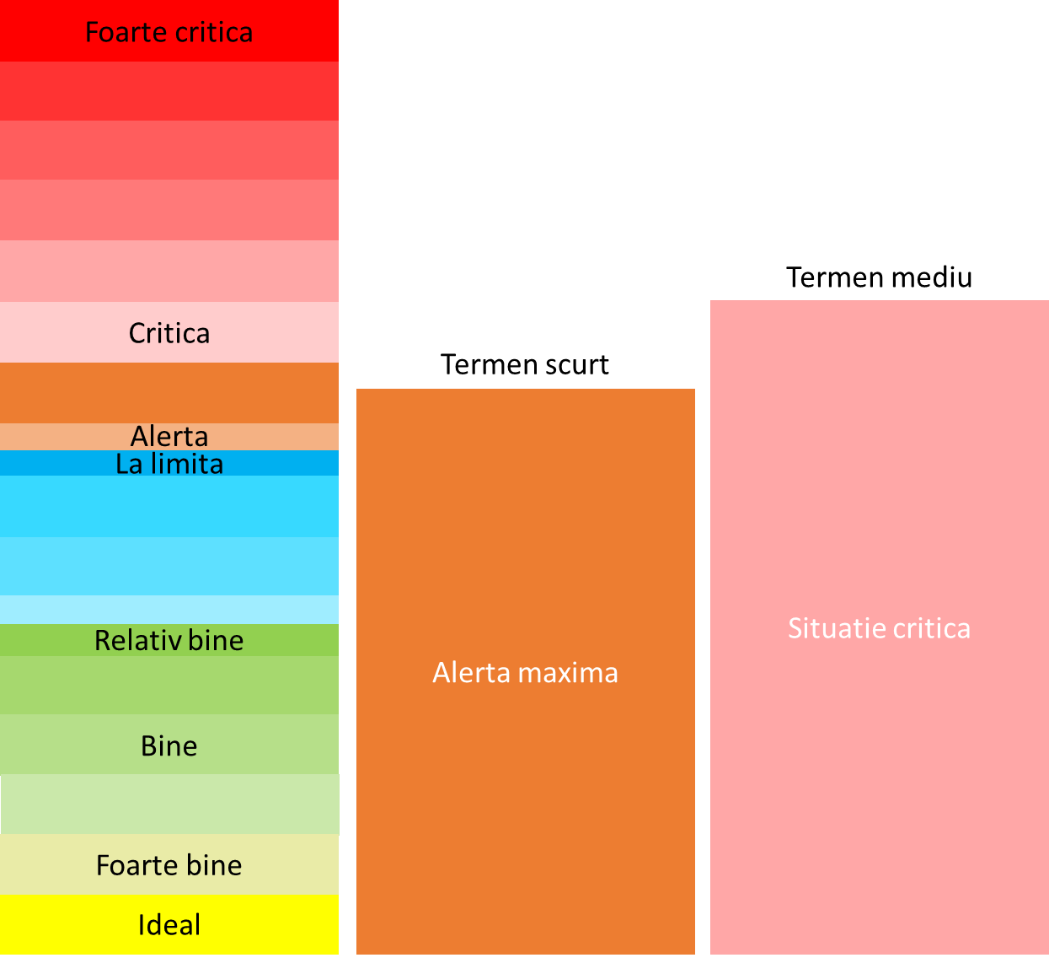 Foarte critica
Critica
Alerta
La limita
Relativ bine
Bine
Foarte bine
Ideal
Termen scurt
Alerta maxima
Termen mediu
Situatie critica